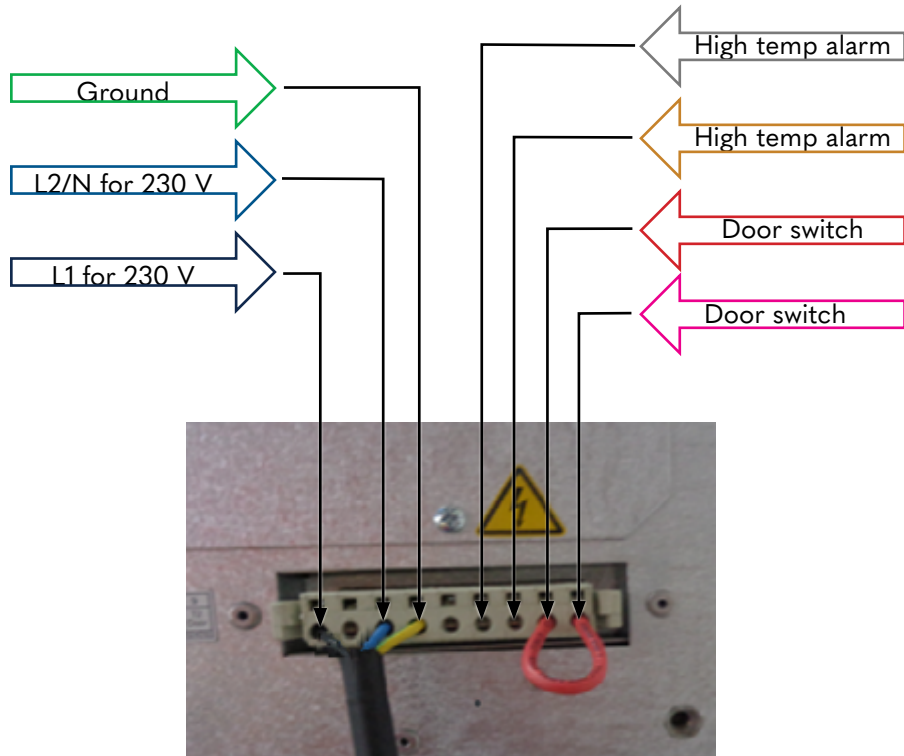 Ground
L2/N for 230 V
L1 for 230 V
High temp alarm
High temp alarm
Door switch
Door switch